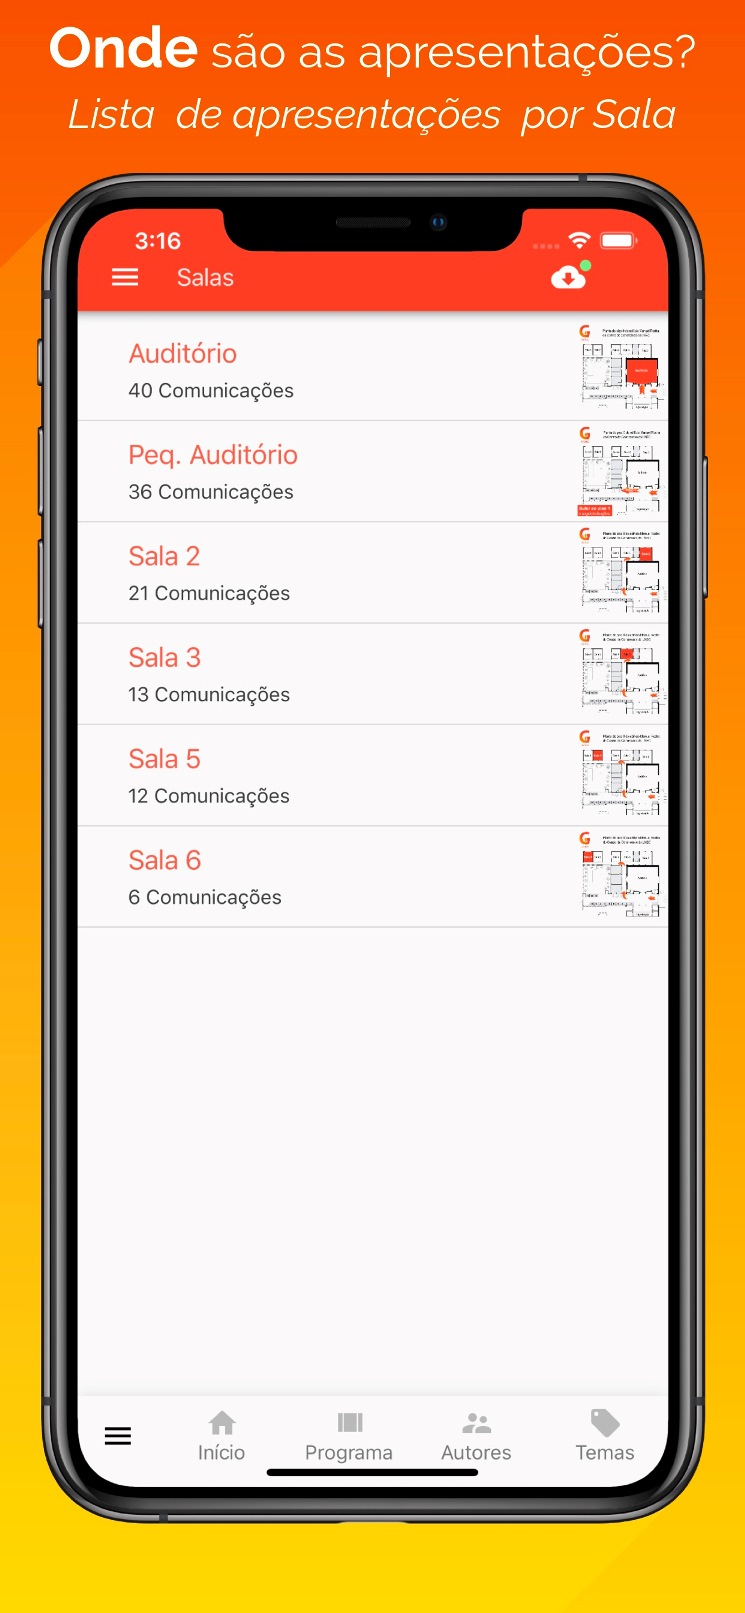 Onde são as apresentações?
Lista de apresentações por Sala
3:16
Salas
Auditório
40 Comunicações
Peq. Auditório
36 Comunicações
Sala 2
21 Comunicações
Sala 3
13 Comunicações
Sala 5
12 Comunicações
Sala 6
6 Comunicações
Início
Programa
Autores
Temas